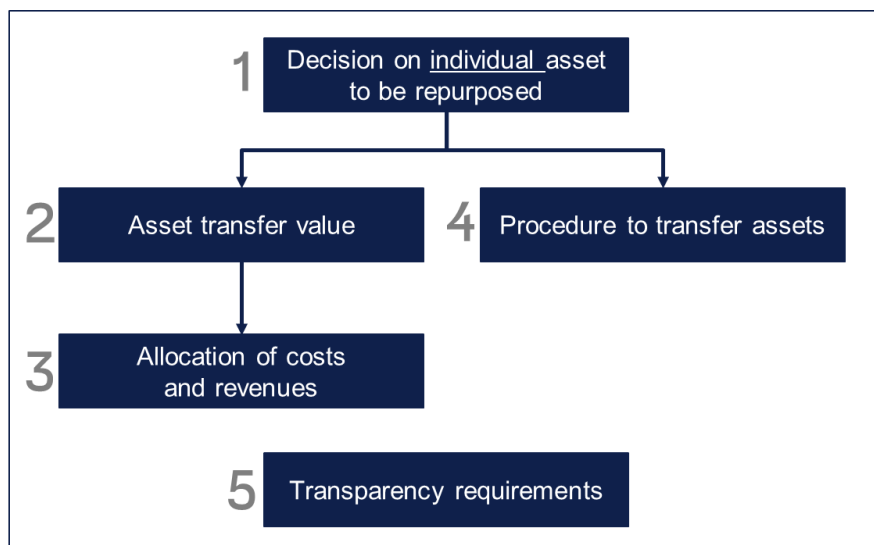 1
Decision on individual asset
to be repurposed
2
Asset transfer value
4
Procedure to transfer assets
3
Allocation of costs
and revenues
5
Transparency requirements